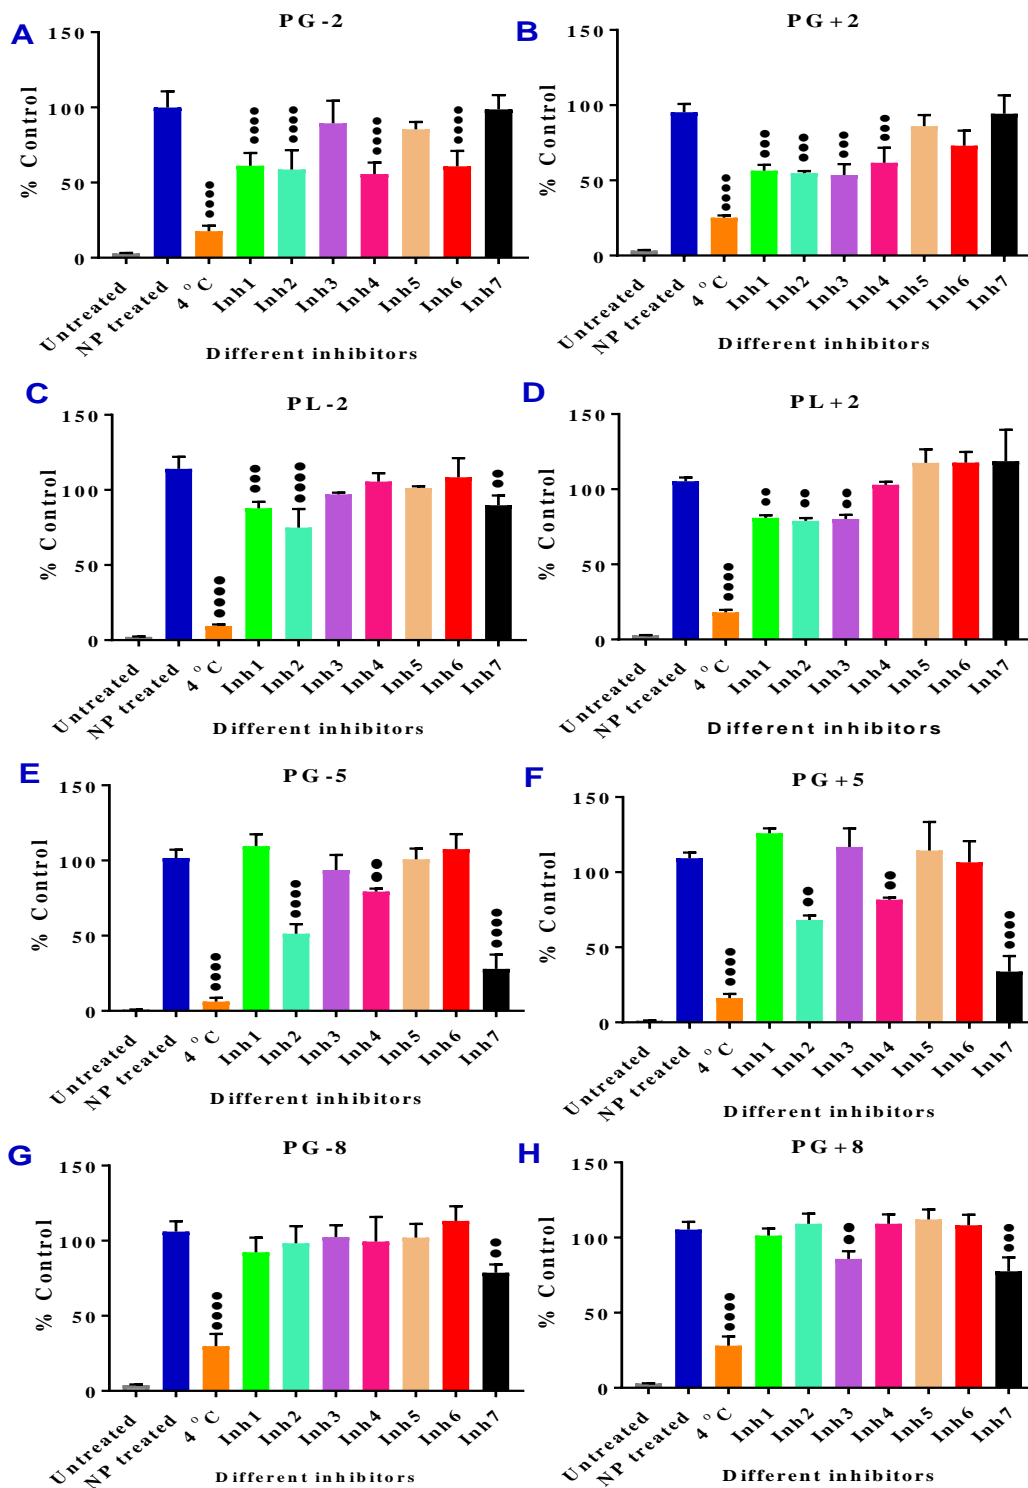 A
PG-2
% Control
150
100
50
0
Untreated
NP treated
4°C
Inh1
Inh2
Inh3
Inh4
Inh5
Inh6
Inh7
Different inhibitors
B
PG+2
% Control
150
100
50
0
Untreated
NP treated
4°C
Inh1
Inh2
Inh3
Inh4
Inh5
Inh6
Inh7
Different inhibitors
C
PL-2
% Control
150
100
50
0
Untreated
NP treated
4°C
Inh1
Inh2
Inh3
Inh4
Inh5
Inh6
Inh7
Different inhibitors
D
PL+2
% Control
150
100
50
0
Untreated
NP treated
4°C
Inh1
Inh2
Inh3
Inh4
Inh5
Inh6
Inh7
Different inhibitors
E
PG-5
% Control
150
100
50
0
Untreated
NP treated
4°C
Inh1
Inh2
Inh3
Inh4
Inh5
Inh6
Inh7
Different inhibitors
F
PG+5
% Control
150
100
50
0
Untreated
NP treated
4°C
Inh1
Inh2
Inh3
Inh4
Inh5
Inh6
Inh7
Different inhibitors
G
PG-8
% Control
150
100
50
0
Untreated
NP treated
4°C
Inh1
Inh2
Inh3
Inh4
Inh5
Inh6
Inh7
Different inhibitors
H
PG+8
% Control
150
100
50
0
Untreated
NP treated
4°C
Inh1
Inh2
Inh3
Inh4
Inh5
Inh6
Inh7
Different inhibitors